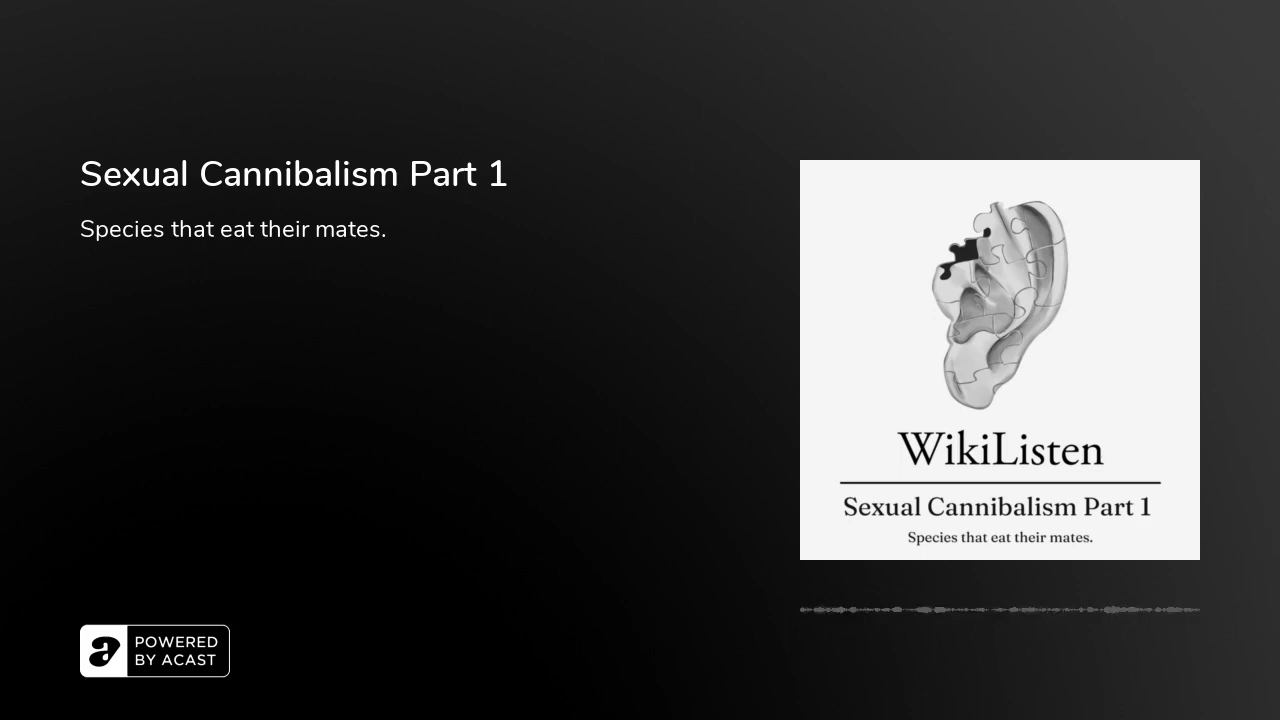 Sexual Cannibalism Part 1
Species that eat their mates.
WikiListen
Sexual Cannibalism Part 1
Species that eat their mates.
a
POWERED
BY ACAST